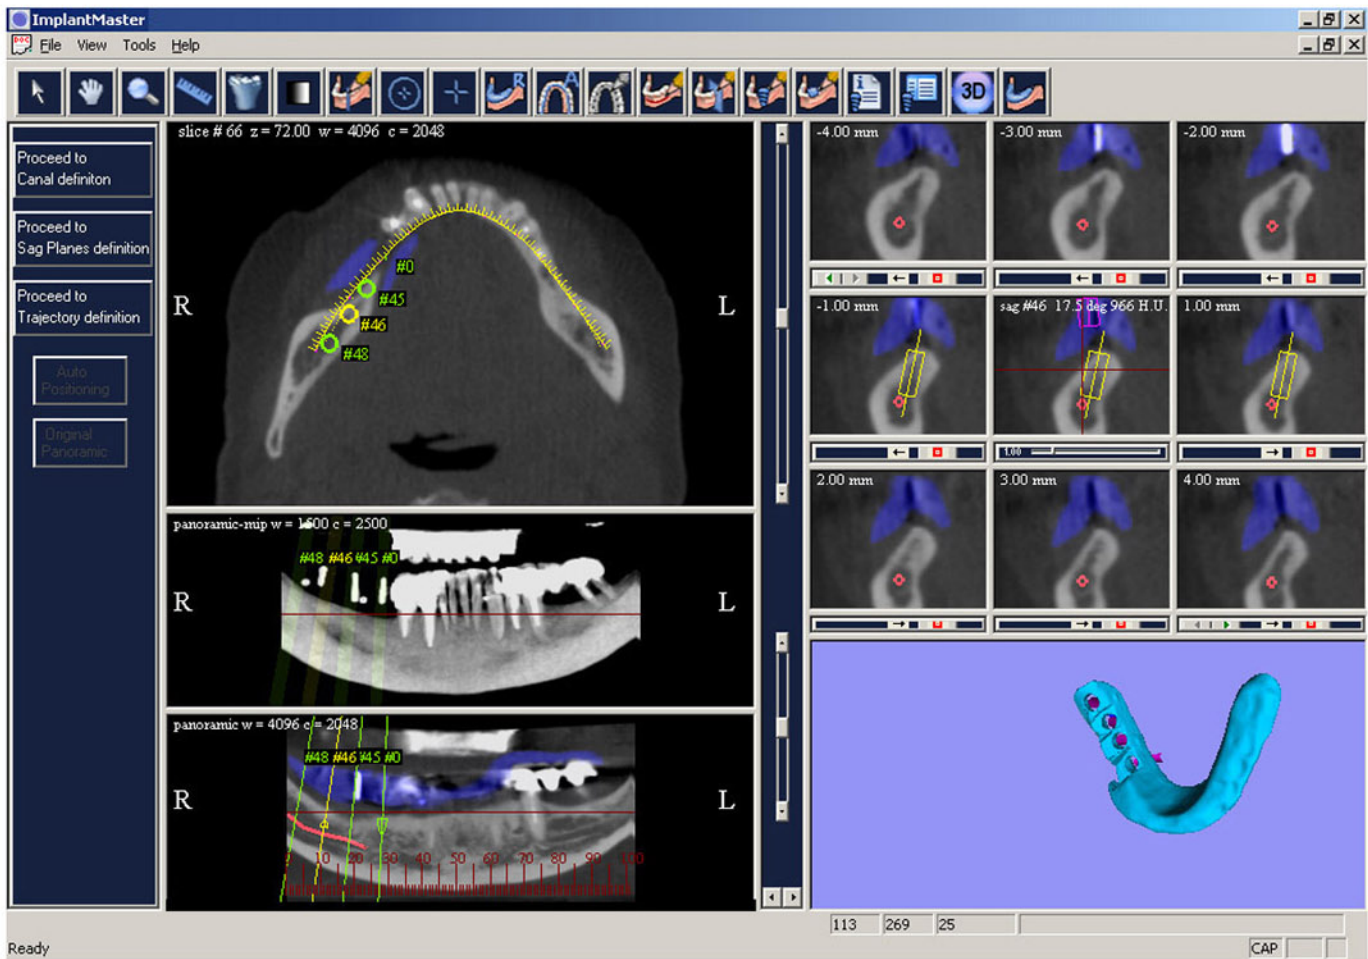 ImplantMaster
File View Tools Help
R
A
3D
Proceed to
Canal definiton
Proceed to
Sag Planes definition
Proceed to
Trajectory definition
Auto
Positioning
Original
Panoramic
slice # 66 z = 72.00 w = 4096 c = 2048
R
L
#0
#45
#46
#48
panoramic-mip w = 1500 c = 2500
#48 #46 #45 #0
R
L
panoramic w = 4096 c = 2048
#48 #46 #45 #0
R
L
10 20 30 40 50 60 70 80 90 100
-4.00 mm
-3.00 mm
-2.00 mm
-1.00 mm
sag #46 17.5 deg 966 H.U.
1.00 mm
1.00
2.00 mm
3.00 mm
4.00 mm
113 269 25
Ready
CAP